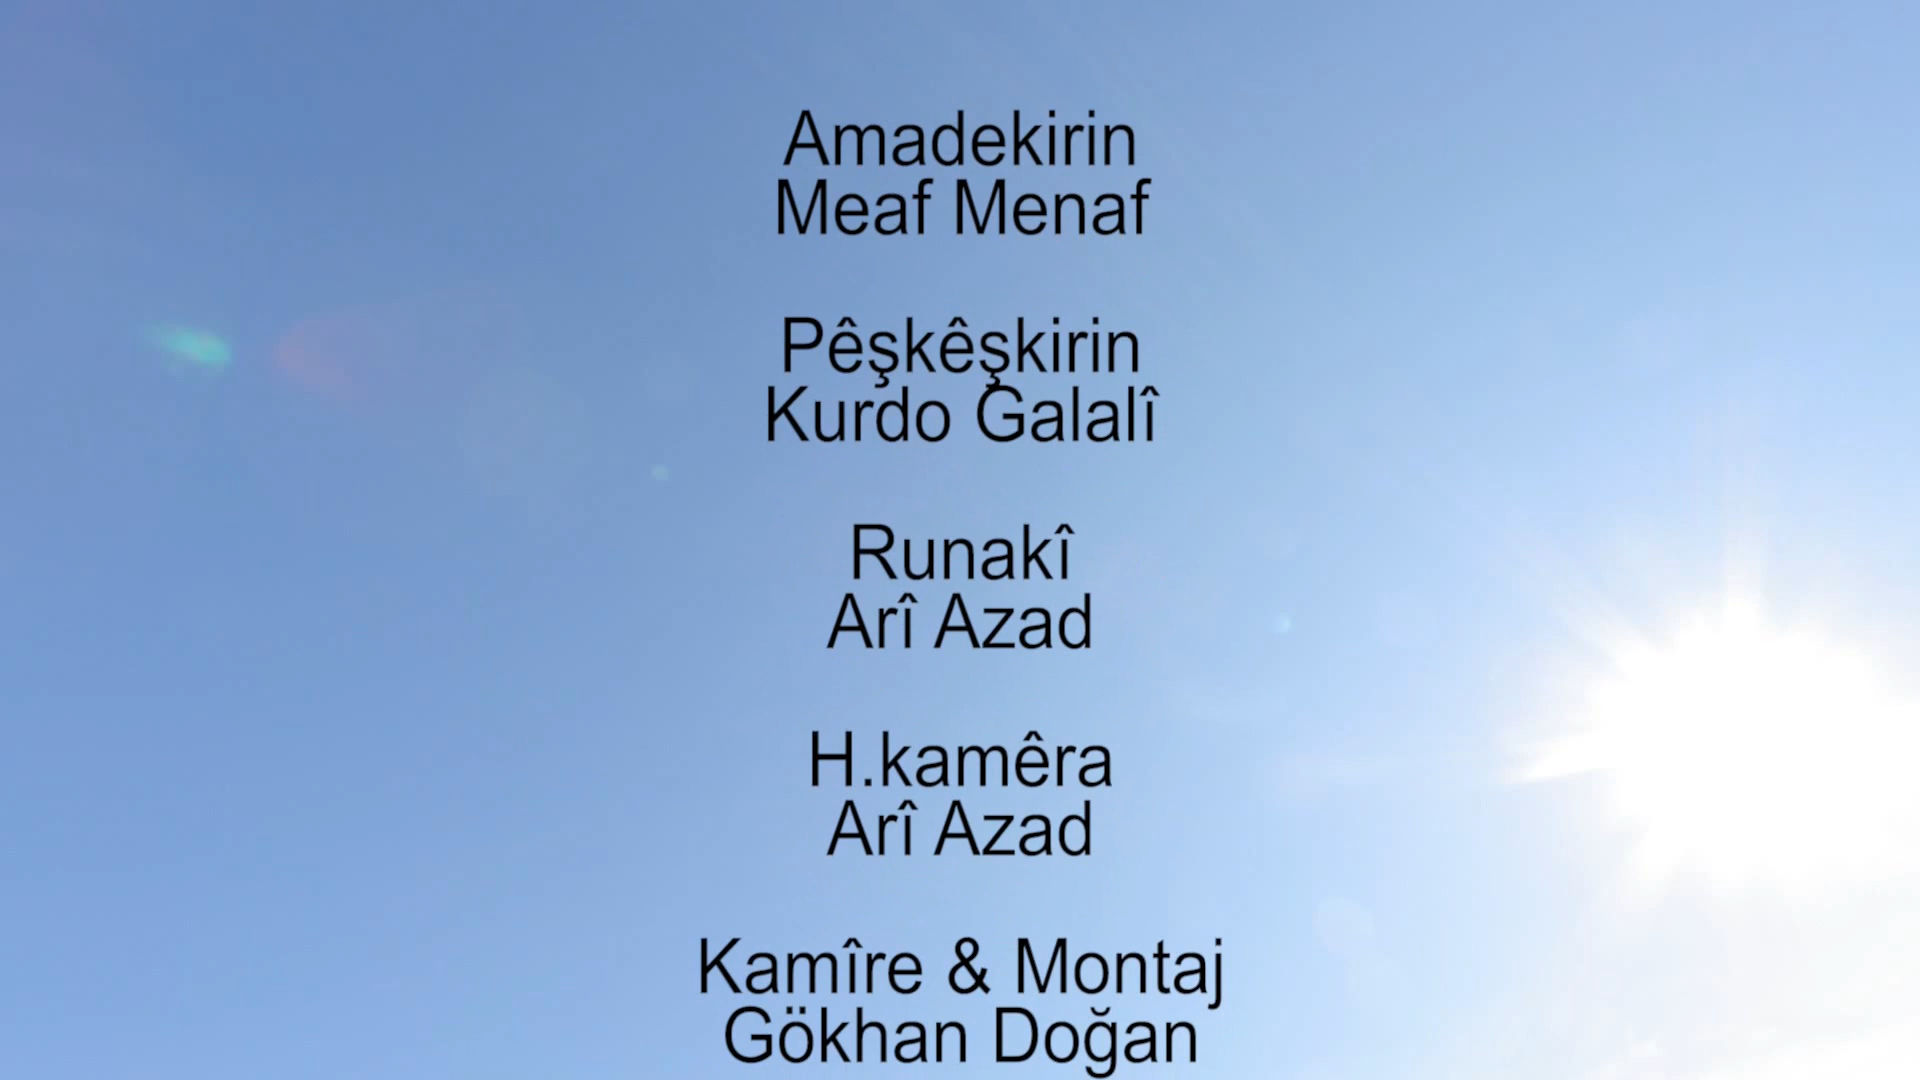 Amadekirin
Meaf Menaf
Pêşkêşkirin
Kurdo Galalî
Runakî
Arî Azad
H.kamêra
Arî Azad
Kamîre & Montaj
Gökhan Doğan